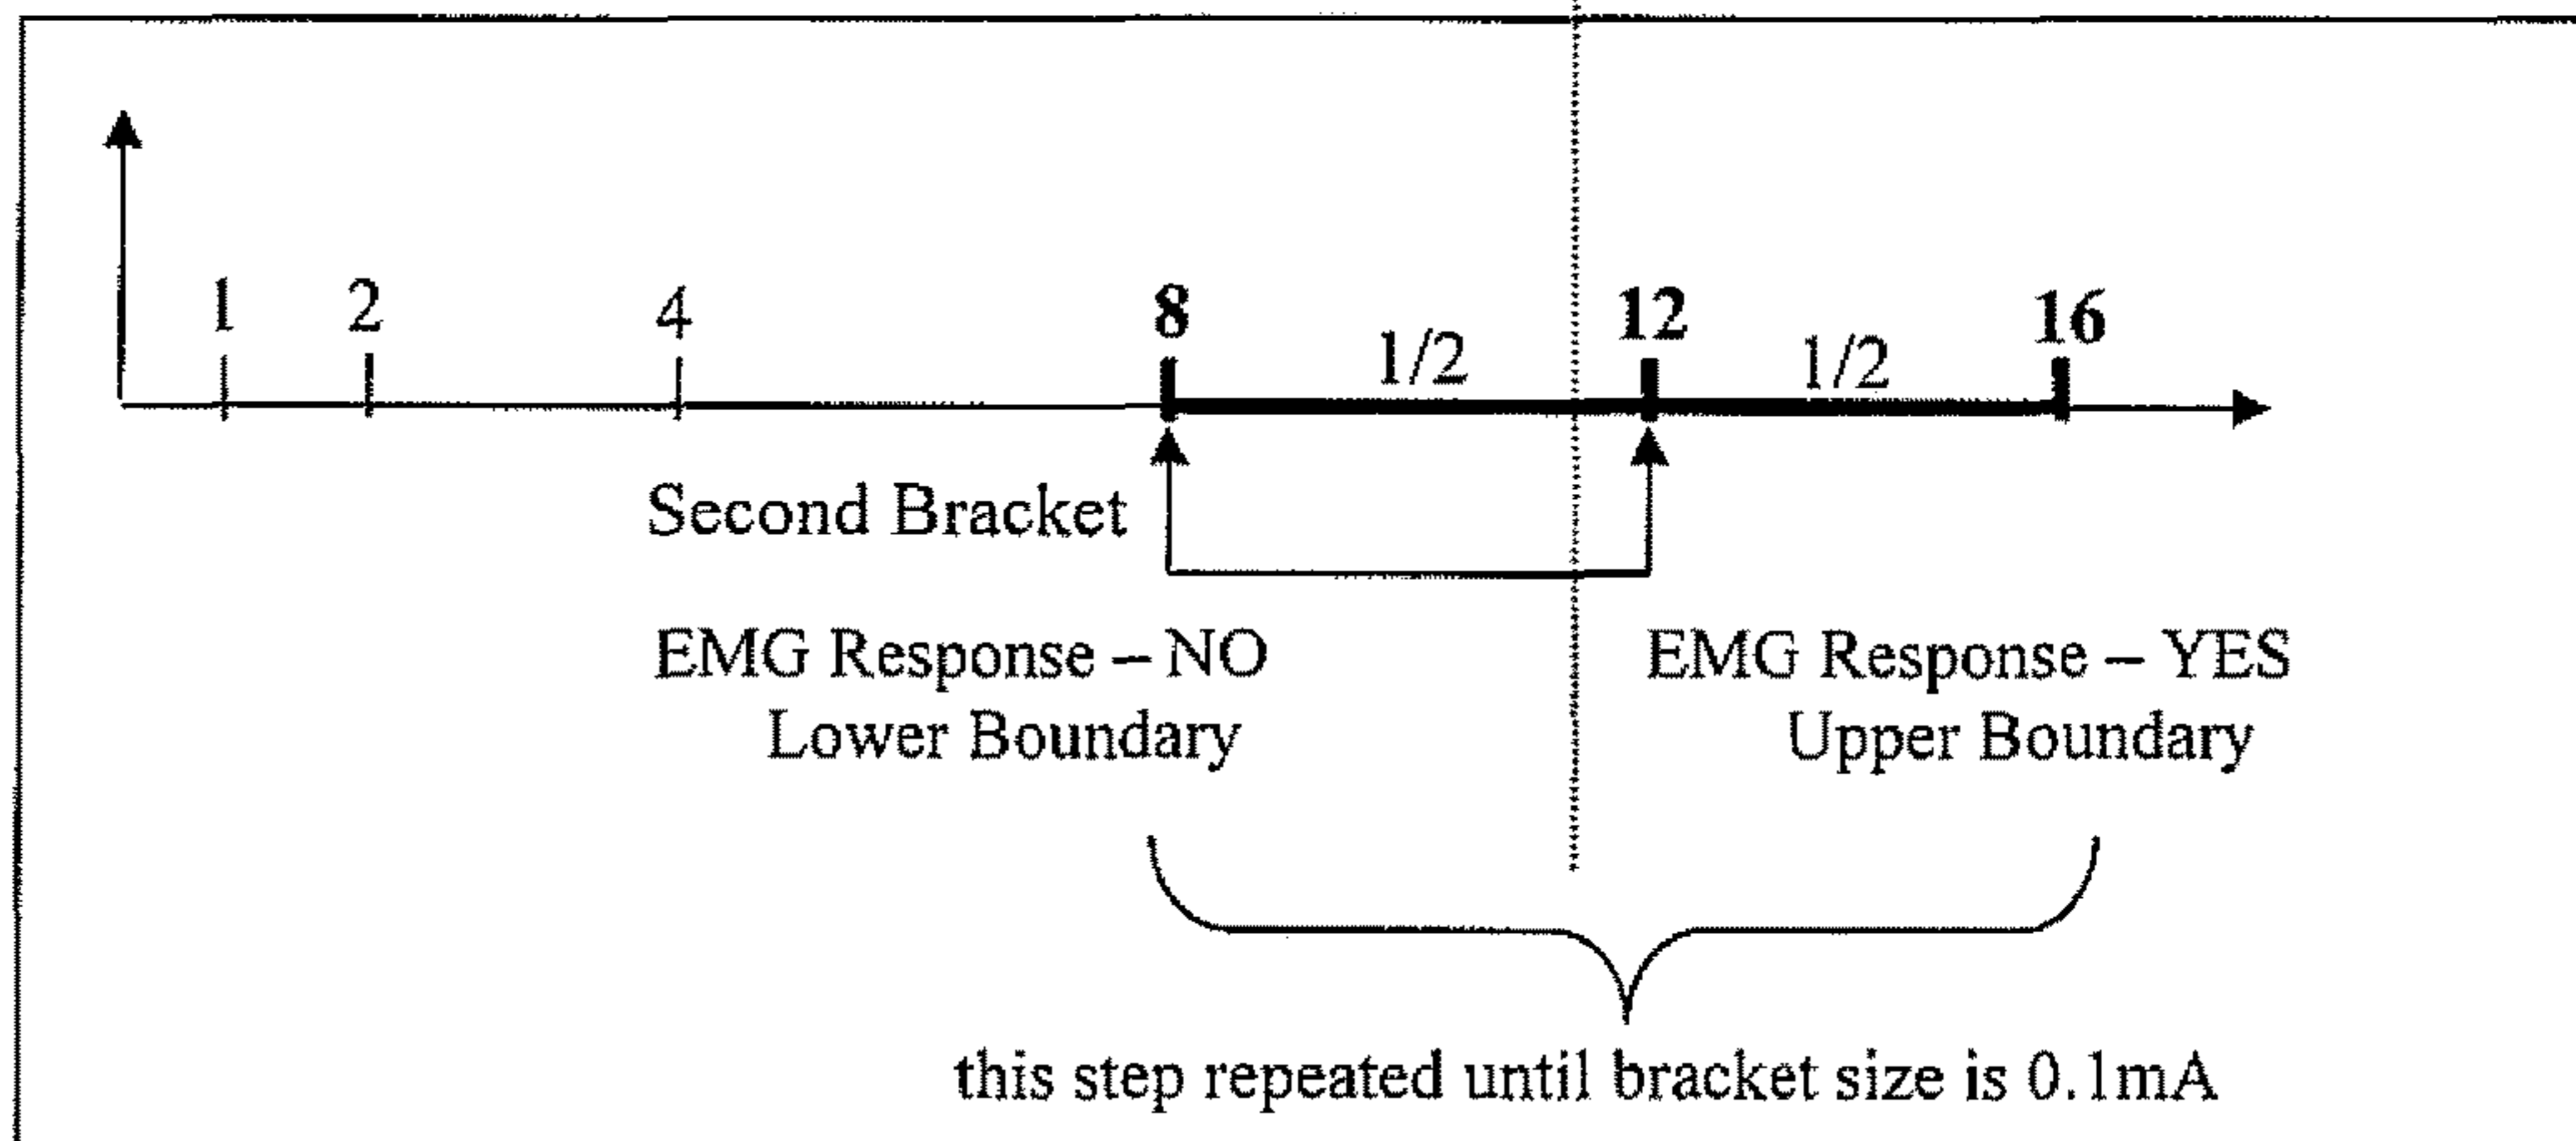 1 2 4 8 12 16
1/2 1/2
Second Bracket
EMG Response – NO
Lower Boundary
EMG Response – YES
Upper Boundary
this step repeated until bracket size is 0.1mA